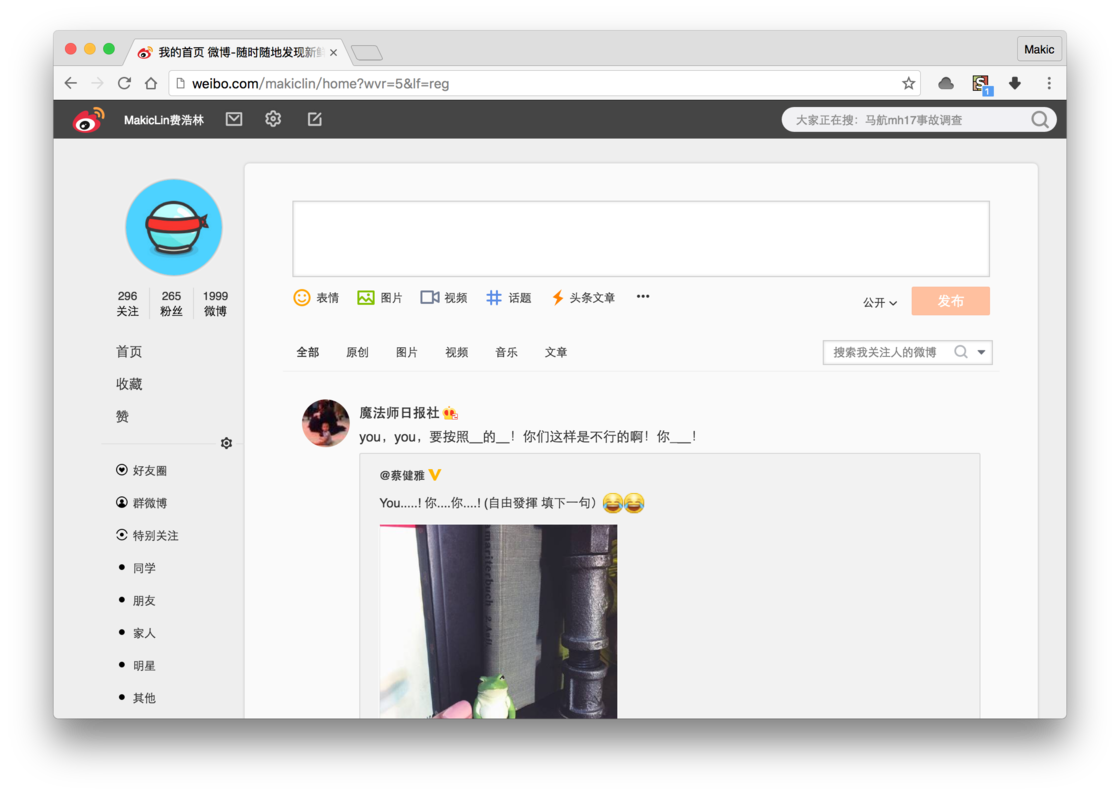 我的首页 微博-随时随地发现新鲜
Makic
weibo.com/makiclin/home?wvr=5&lf=reg
1
MakicLin费浩林
大家正在搜：马航mh17事故调查
296 265 1999
关注 粉丝 微博
首页
收藏
赞
好友圈
群微博
特别关注
同学
朋友
家人
明星
其他
表情 图片 视频 话题 头条文章 •••
公开 发布
全部 原创 图片 视频 音乐 文章
搜索我关注人的微博
魔法师日报社
you，you，要按照__的__！你们这样是不行的啊！你___！
@蔡健雅
You.....! 你....你....! (自由發揮 填下一句）